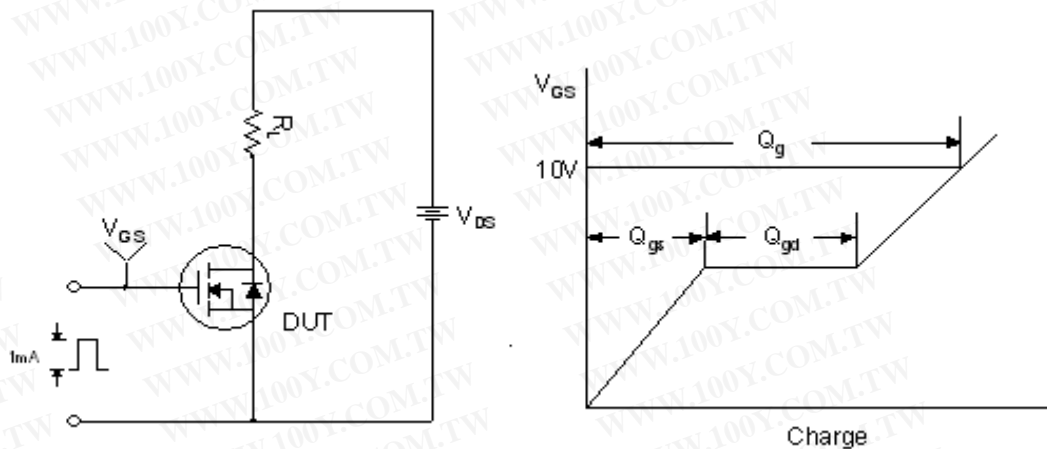 WWW.100Y.COM.TW
R_L
V_DS
V_GS
DUT
1mA
V_GS
Q_g
10V
Q_gs
Q_gd
Charge